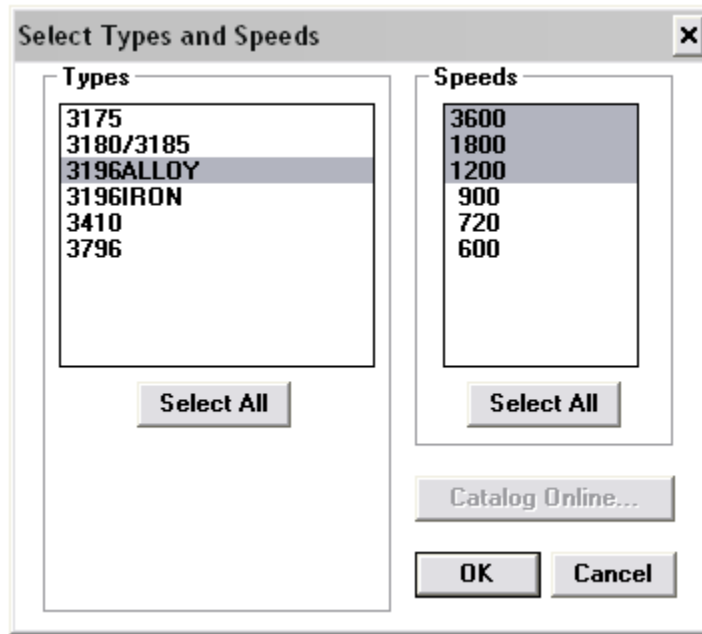 Select Types and Speeds
Types
3175
3180/3185
3196ALLOY
3196IRON
3410
3796
Select All
Speeds
3600
1800
1200
900
720
600
Select All
Catalog Online...
OK
Cancel